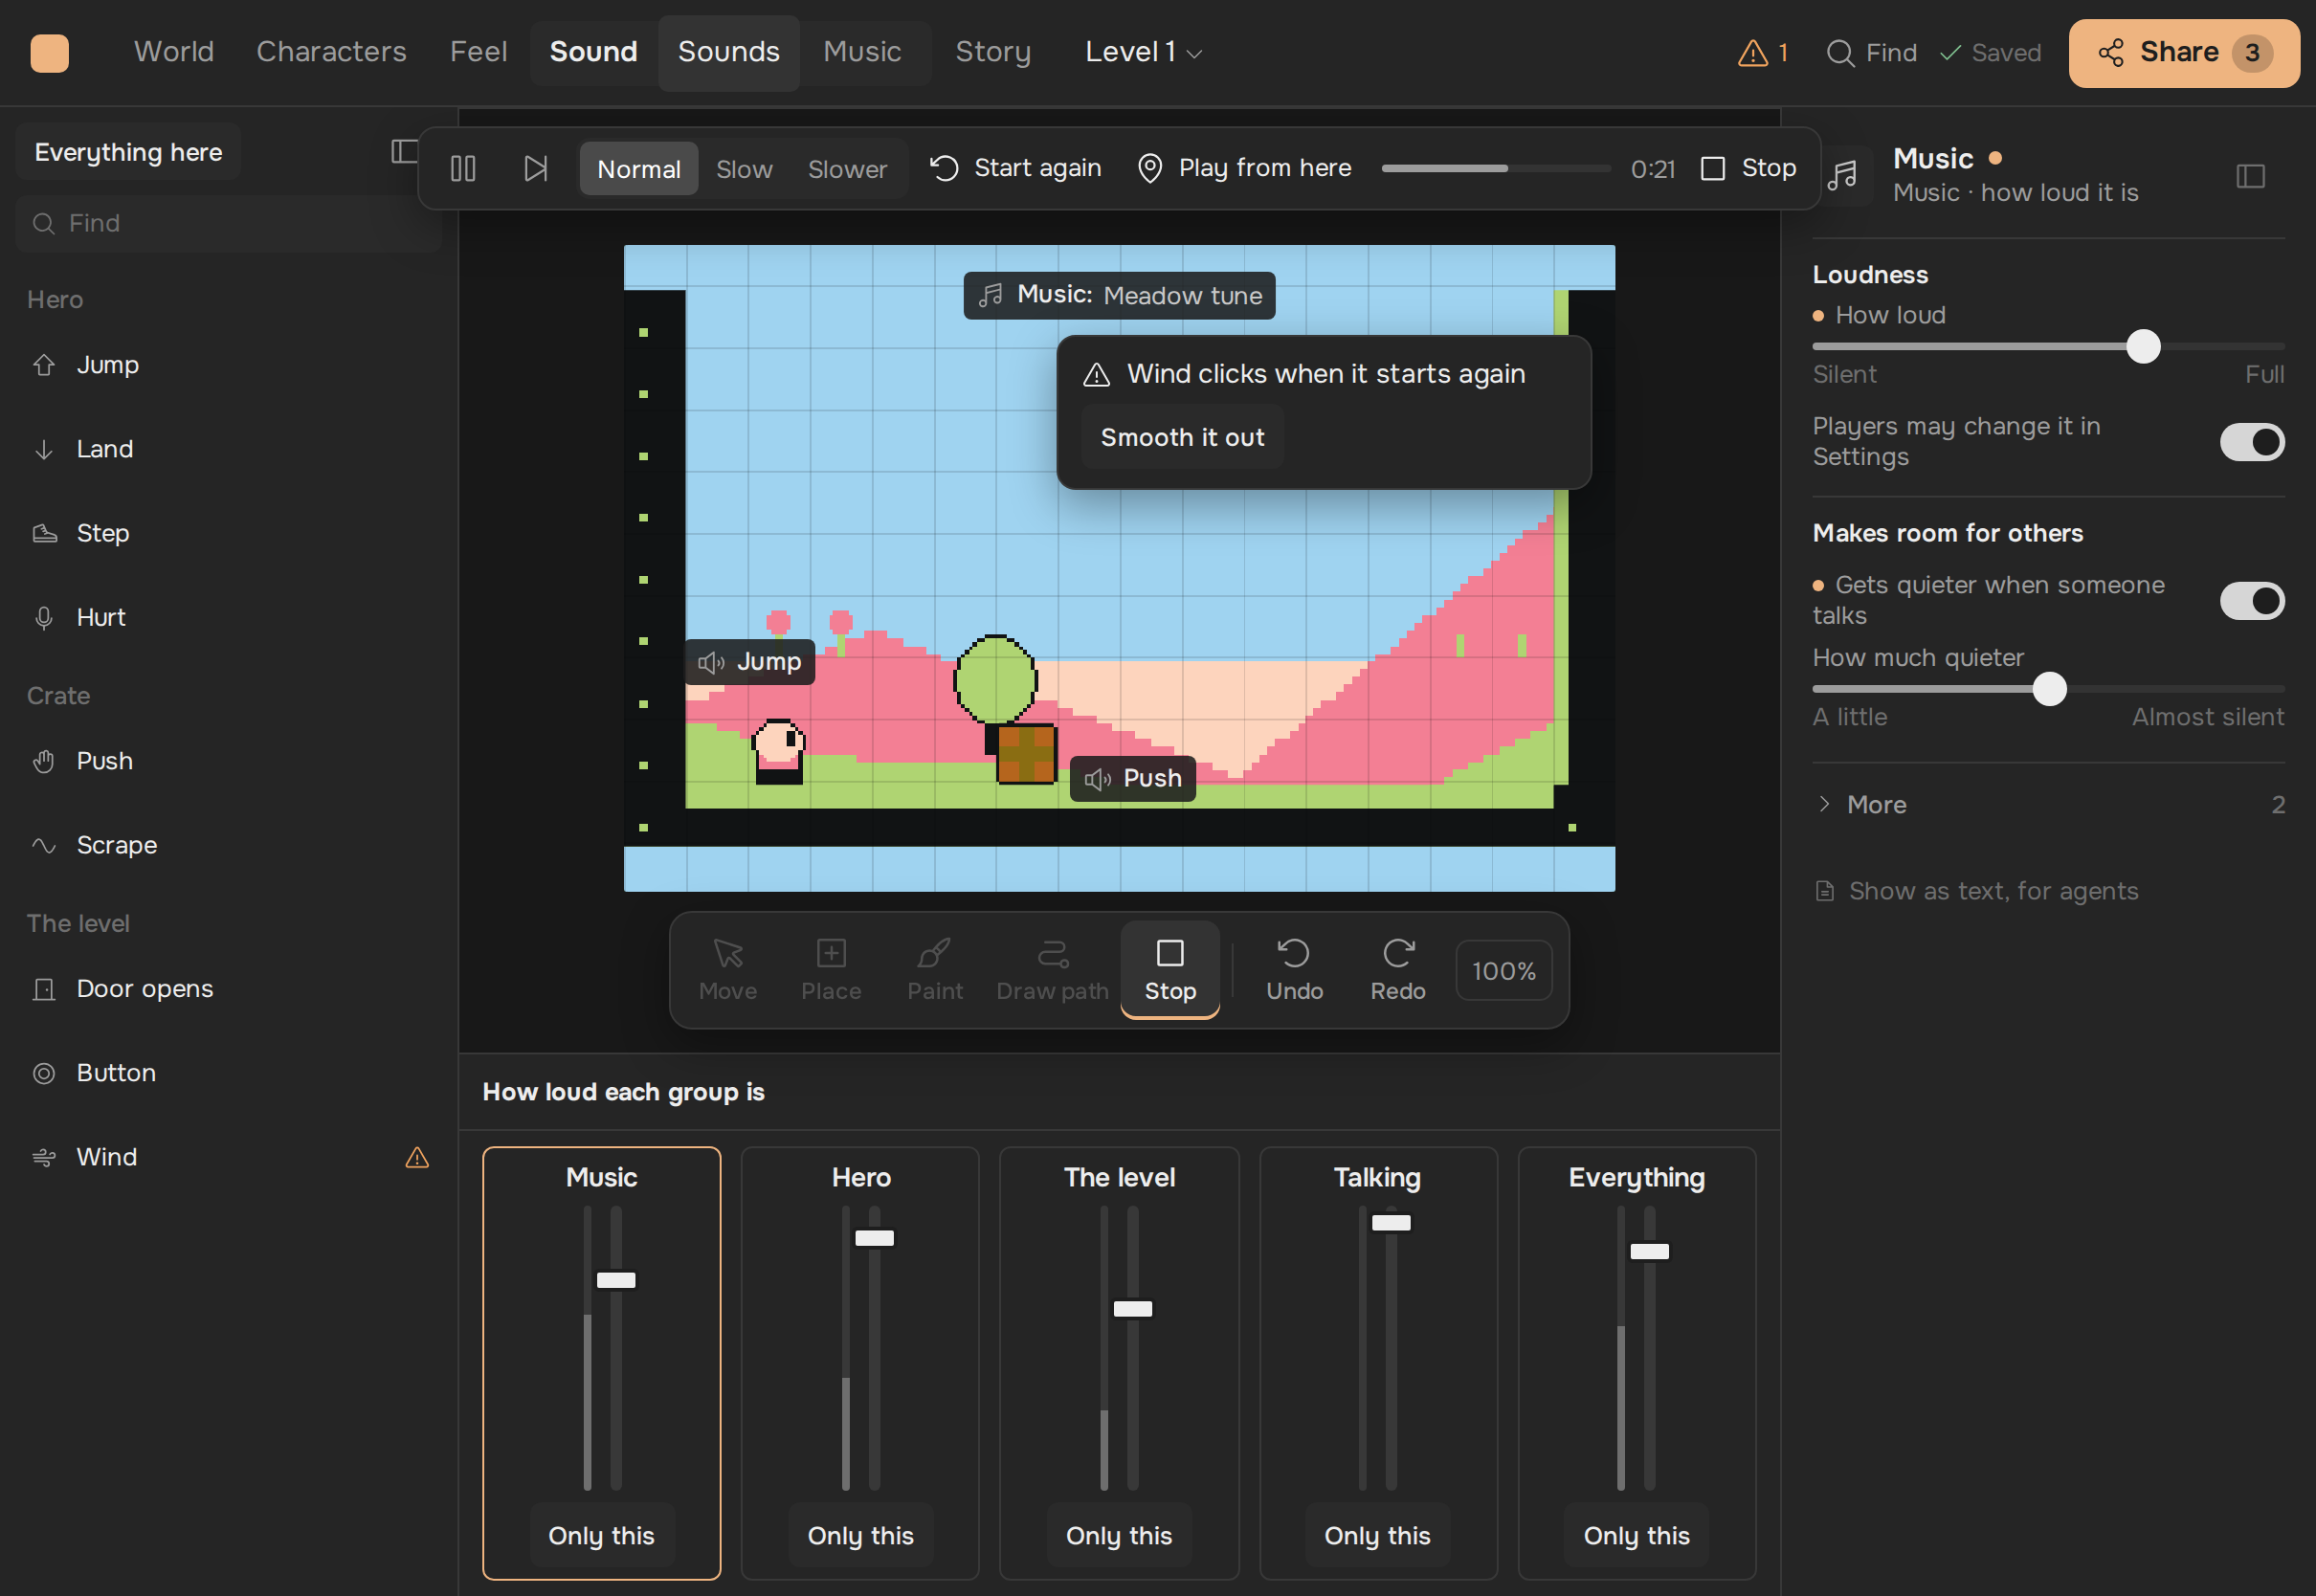 World Characters Feel Sound Sounds Music Story Level 1 1 Find Saved Share 3
Everything here
Find
Normal Slow Slower Start again Play from here 0:21 Stop
Music
Music · how loud it is
Hero
Jump
Land
Step
Hurt
Crate
Push
Scrape
The level
Door opens
Button
Wind
Music: Meadow tune
Wind clicks when it starts again
Smooth it out
Jump
Push
Move Place Paint Draw path Stop Undo Redo 100%
How loud each group is
Music Hero The level Talking Everything
Only this Only this Only this Only this Only this
Loudness
How loud
Silent Full
Players may change it in
Settings
Makes room for others
Gets quieter when someone
talks
How much quieter
A little Almost silent
More 2
Show as text, for agents